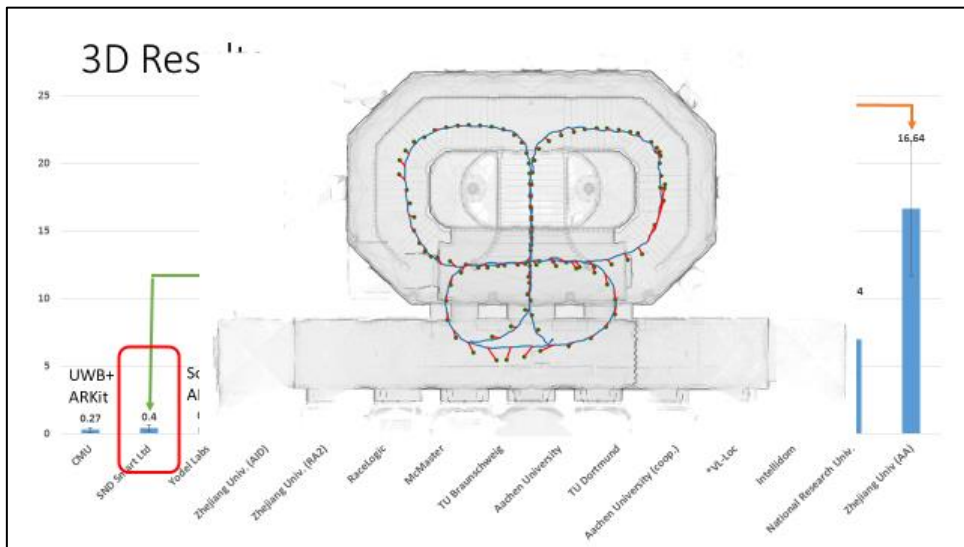 3D Res
25
20
15
10
5
0
16,64
4
UWB+
ARKit
0.27
0.4
CMU
SND Smart Ltd
Yodel Labs
Zhejiang Univ. (AID)
Zhejiang Univ. (RA2)
RaceLogic
McMaster
TU Braunschweig
Aachen University
TU Dortmund
Aachen University (coop.)
*VL-Loc
Intellidom
National Research Univ.
Zhejiang Univ (AA)